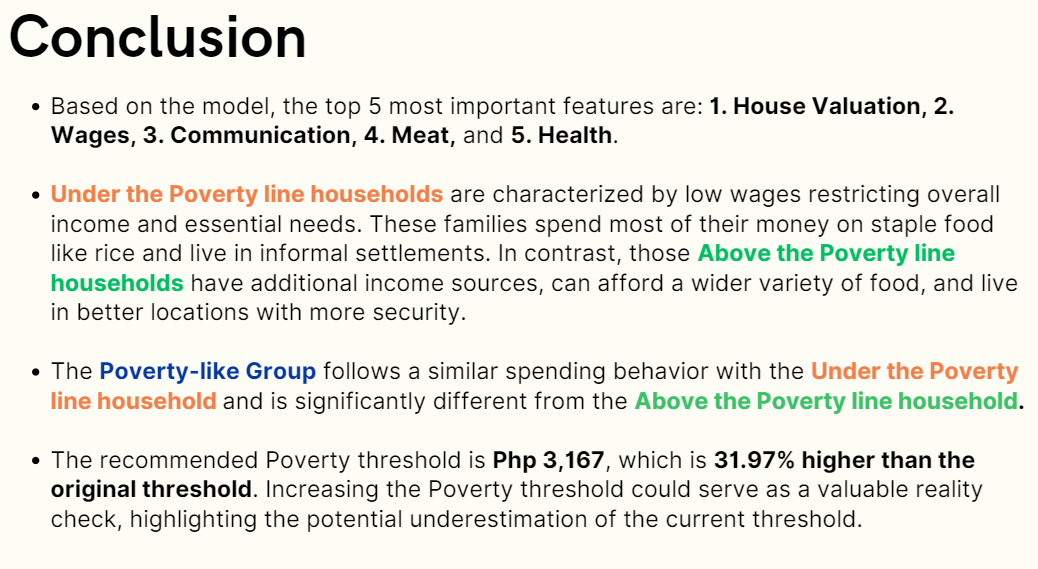 Conclusion
• Based on the model, the top 5 most important features are: 1. House Valuation, 2.
Wages, 3. Communication, 4. Meat, and 5. Health.
• Under the Poverty line households are characterized by low wages restricting overall
income and essential needs. These families spend most of their money on staple food
like rice and live in informal settlements. In contrast, those Above the Poverty line
households have additional income sources, can afford a wider variety of food, and live
in better locations with more security.
• The Poverty-like Group follows a similar spending behavior with the Under the Poverty
line household and is significantly different from the Above the Poverty line household.
• The recommended Poverty threshold is Php 3,167, which is 31.97% higher than the
original threshold. Increasing the Poverty threshold could serve as a valuable reality
check, highlighting the potential underestimation of the current threshold.